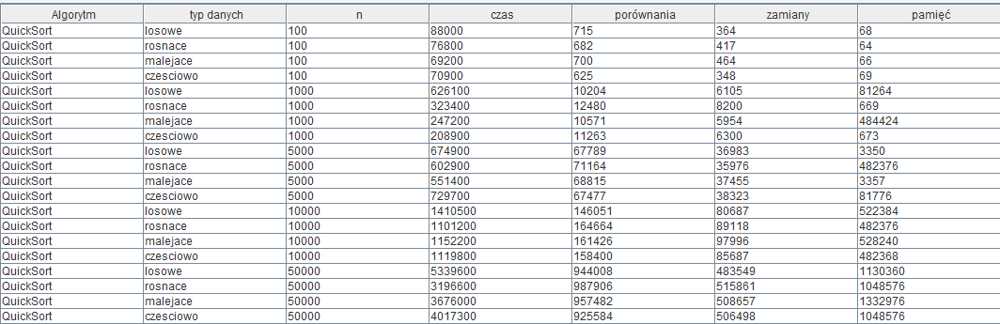 Algorytm typ danych n czas porównania zamiany pamięć
QuickSort losowe 100 88000 715 364 68
QuickSort rosnace 100 76800 682 417 64
QuickSort malejace 100 69200 700 464 66
QuickSort czesciowo 100 70900 625 348 69
QuickSort losowe 1000 626100 10204 6105 81264
QuickSort rosnace 1000 323400 12480 8200 669
QuickSort malejace 1000 247200 10571 5954 484424
QuickSort czesciowo 1000 208900 11263 6300 673
QuickSort losowe 5000 674900 67789 36983 3350
QuickSort rosnace 5000 602900 71164 35976 482376
QuickSort malejace 5000 551400 68815 37455 3357
QuickSort czesciowo 5000 729700 67477 38323 81776
QuickSort losowe 10000 1410500 146051 80687 522384
QuickSort rosnace 10000 1101200 164664 89118 482376
QuickSort malejace 10000 1152200 161426 97996 528240
QuickSort czesciowo 10000 1119800 158400 85687 482368
QuickSort losowe 50000 5339600 944008 483549 1130360
QuickSort rosnace 50000 3196600 987906 515861 1048576
QuickSort malejace 50000 3676000 957482 508657 1332976
QuickSort czesciowo 50000 4017300 925584 506498 1048576